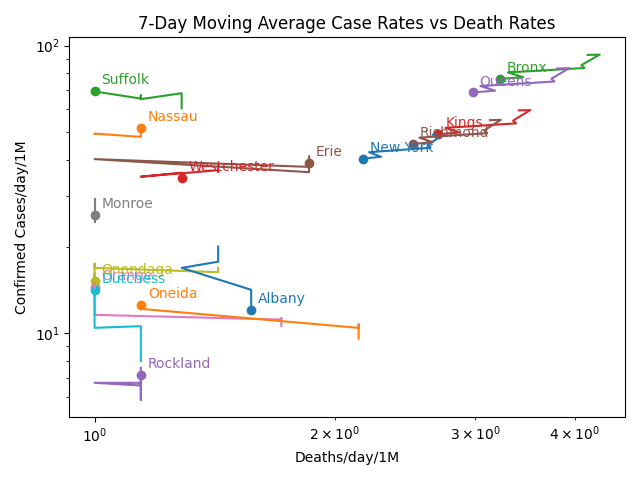 7-Day Moving Average Case Rates vs Death Rates
10²
Bronx
Suffolk
Queens
Nassau
Kings
Richmond
New York
Erie
Westchester
Monroe
Onondaga
Orange
Dutchess
Oneida
Albany
10¹
Rockland
Confirmed Cases/day/1M
10⁰
2 × 10⁰
3 × 10⁰
4 × 10⁰
Deaths/day/1M